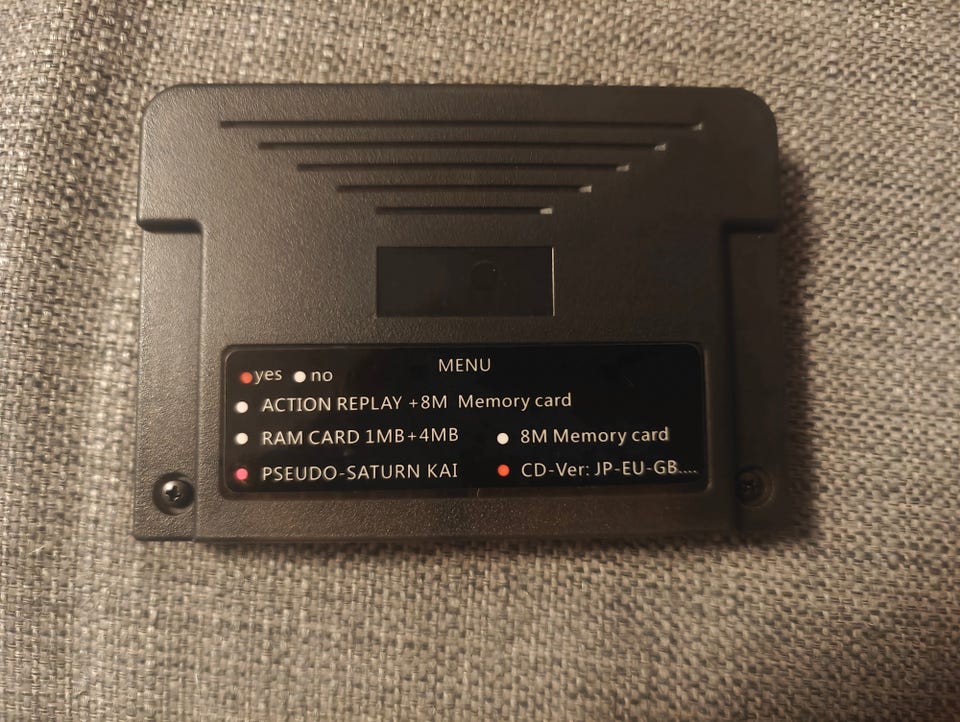 MENU
yes no
ACTION REPLAY +8M Memory card
RAM CARD 1MB+4MB 8M Memory card
PSEUDO-SATURN KAI CD-Ver: JP-EU-GB....